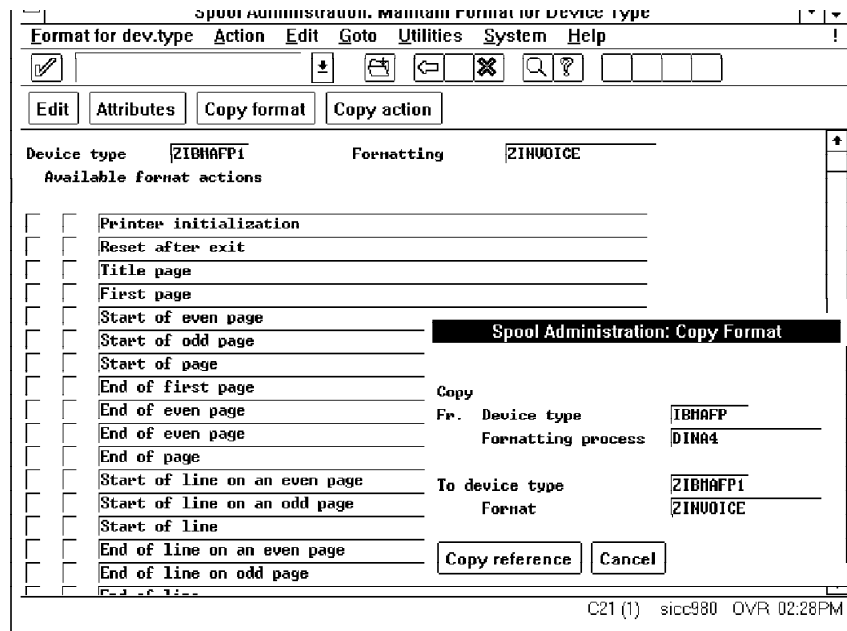 Spool Administration: Maintain Format for Device Type
Format for dev.type Action Edit Goto Utilities System Help !
Edit Attributes Copy format Copy action
Device type ZIBMAFP1 Formatting ZINVOICE
Available format actions
Printer initialization
Reset after exit
Title page
First page
Start of even page
Start of odd page
Start of page
End of first page
End of even page
End of even page
End of page
Start of line on an even page
Start of line on an odd page
Start of line
End of line on an even page
End of line on odd page
End of line
Spool Administration: Copy Format
Copy
Fr. Device type IBMAFP
Formatting process DINA4
To device type ZIBMAFP1
Format ZINVOICE
Copy reference Cancel
C21 (1) sicc980 OVR 02:28PM